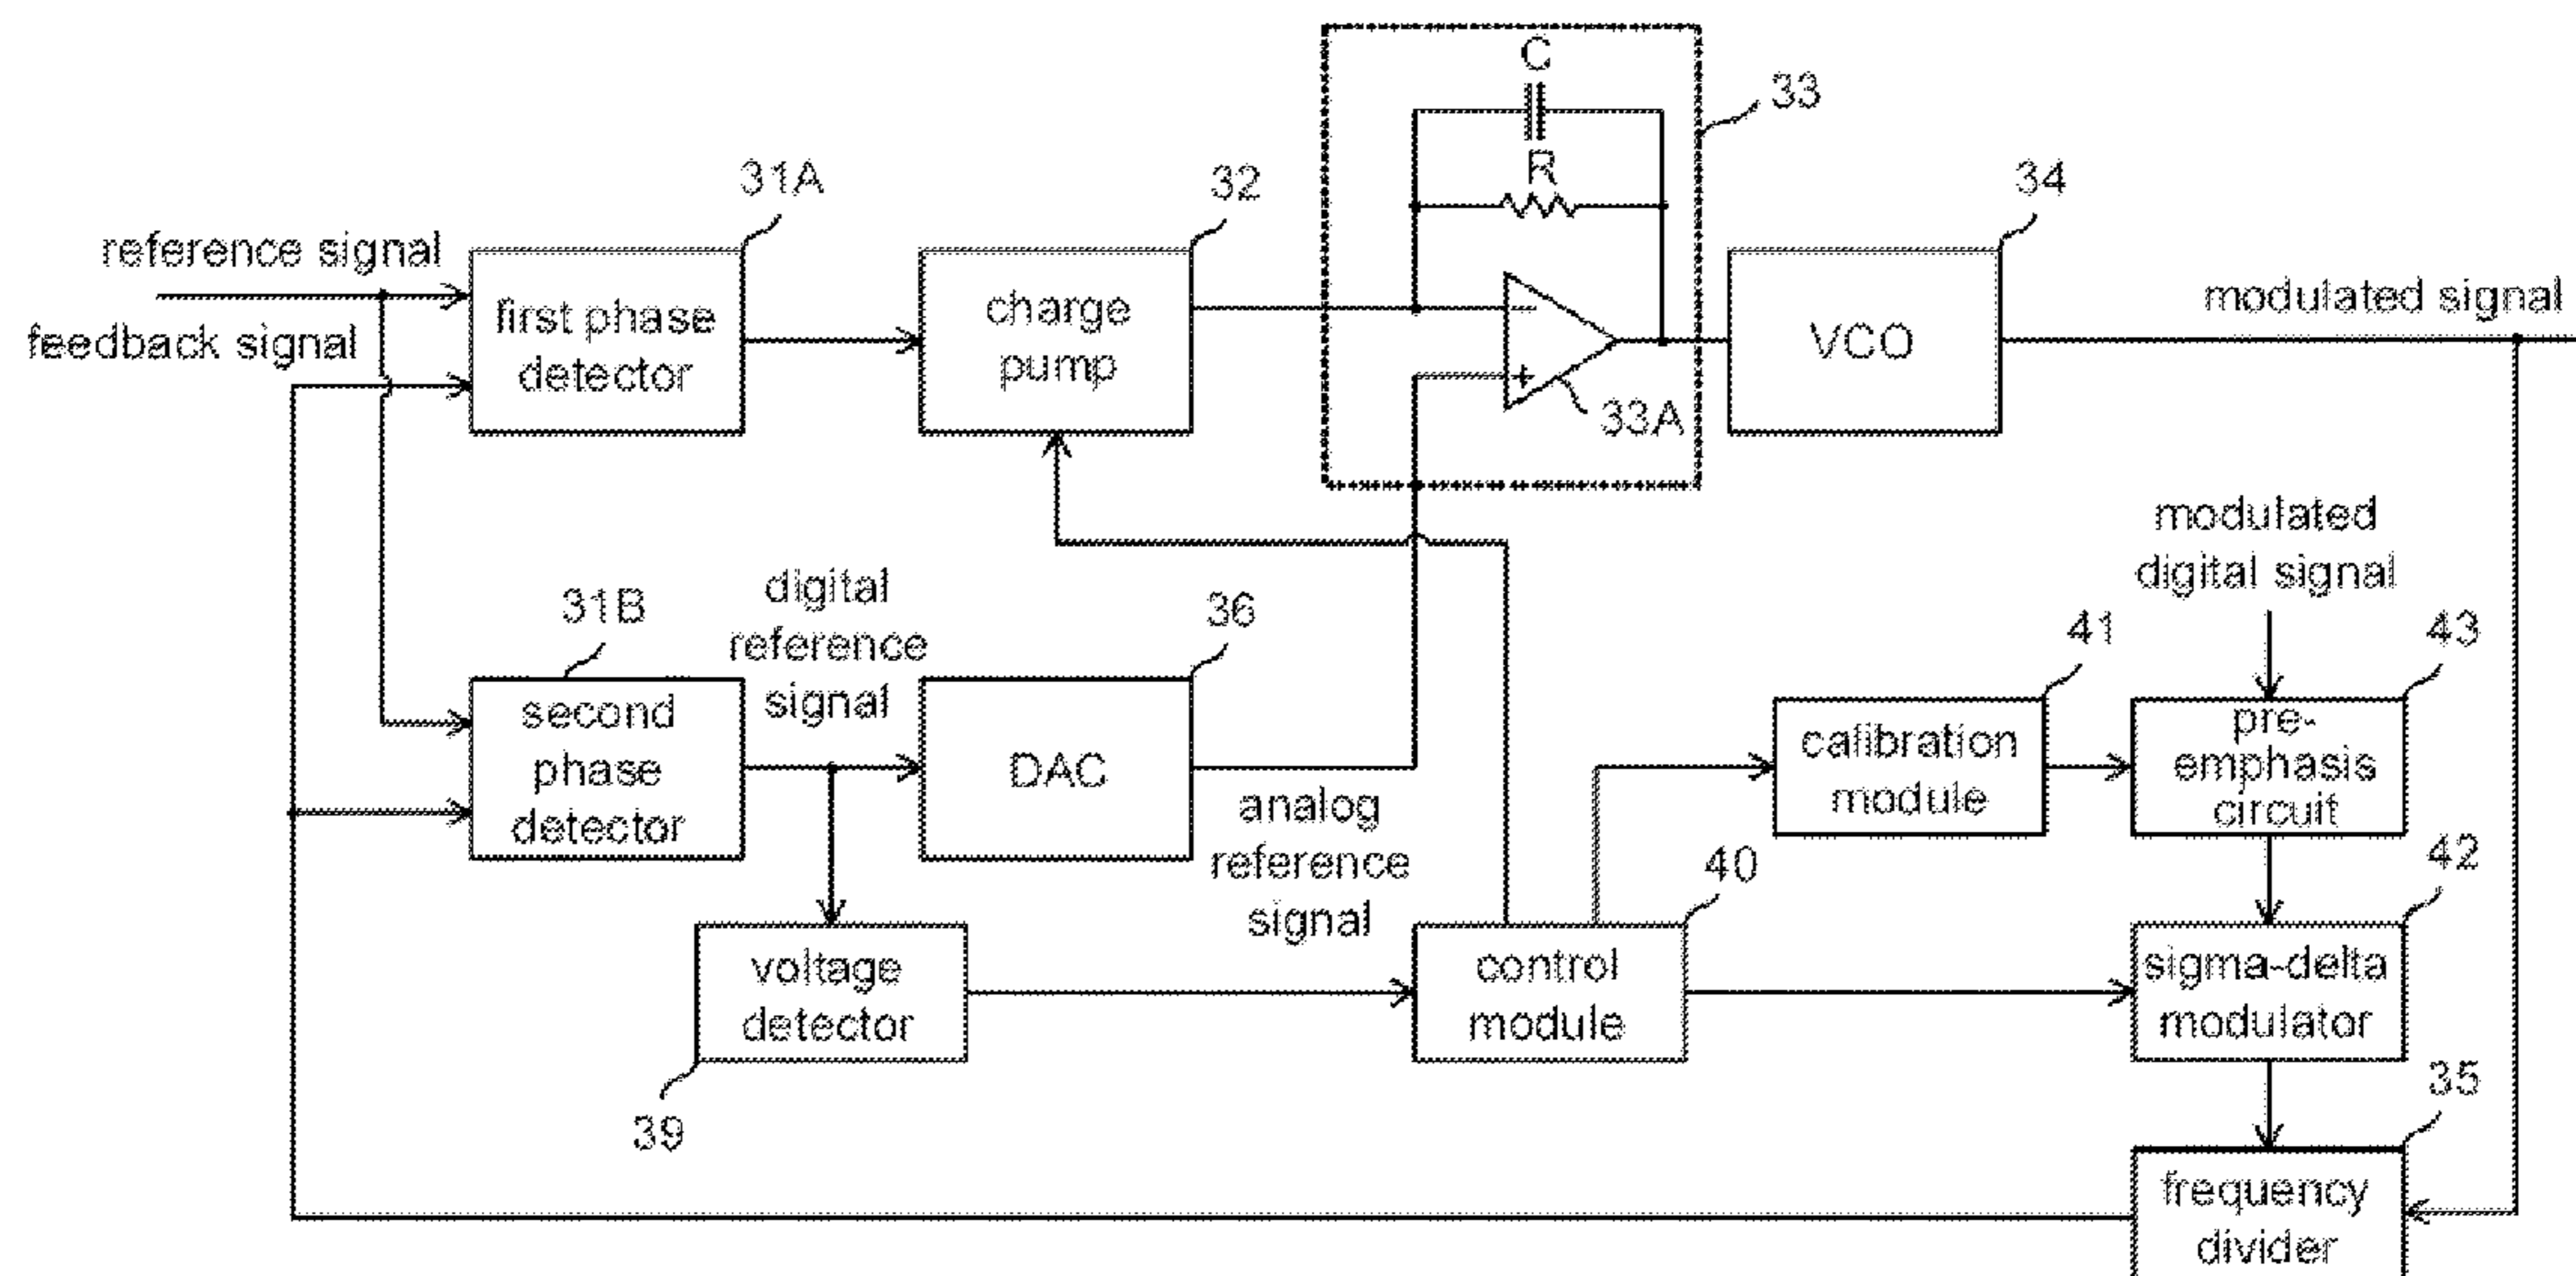 C
33
R
31A
32
34
reference signal
first phase
detector
charge
pump
VCO
modulated signal
feedback signal
33A
modulated
digital signal
31B
digital
reference
signal
36
41
43
second
phase
detector
DAC
calibration
module
pre-
emphasis
circuit
analog
reference
signal
40
42
voltage
detector
control
module
sigma-delta
modulator
39
35
frequency
divider